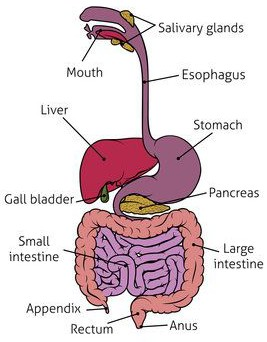 Salivary glands
Mouth
Esophagus
Liver
Stomach
Gall bladder
Pancreas
Small
intestine
Large
intestine
Appendix
Rectum
Anus